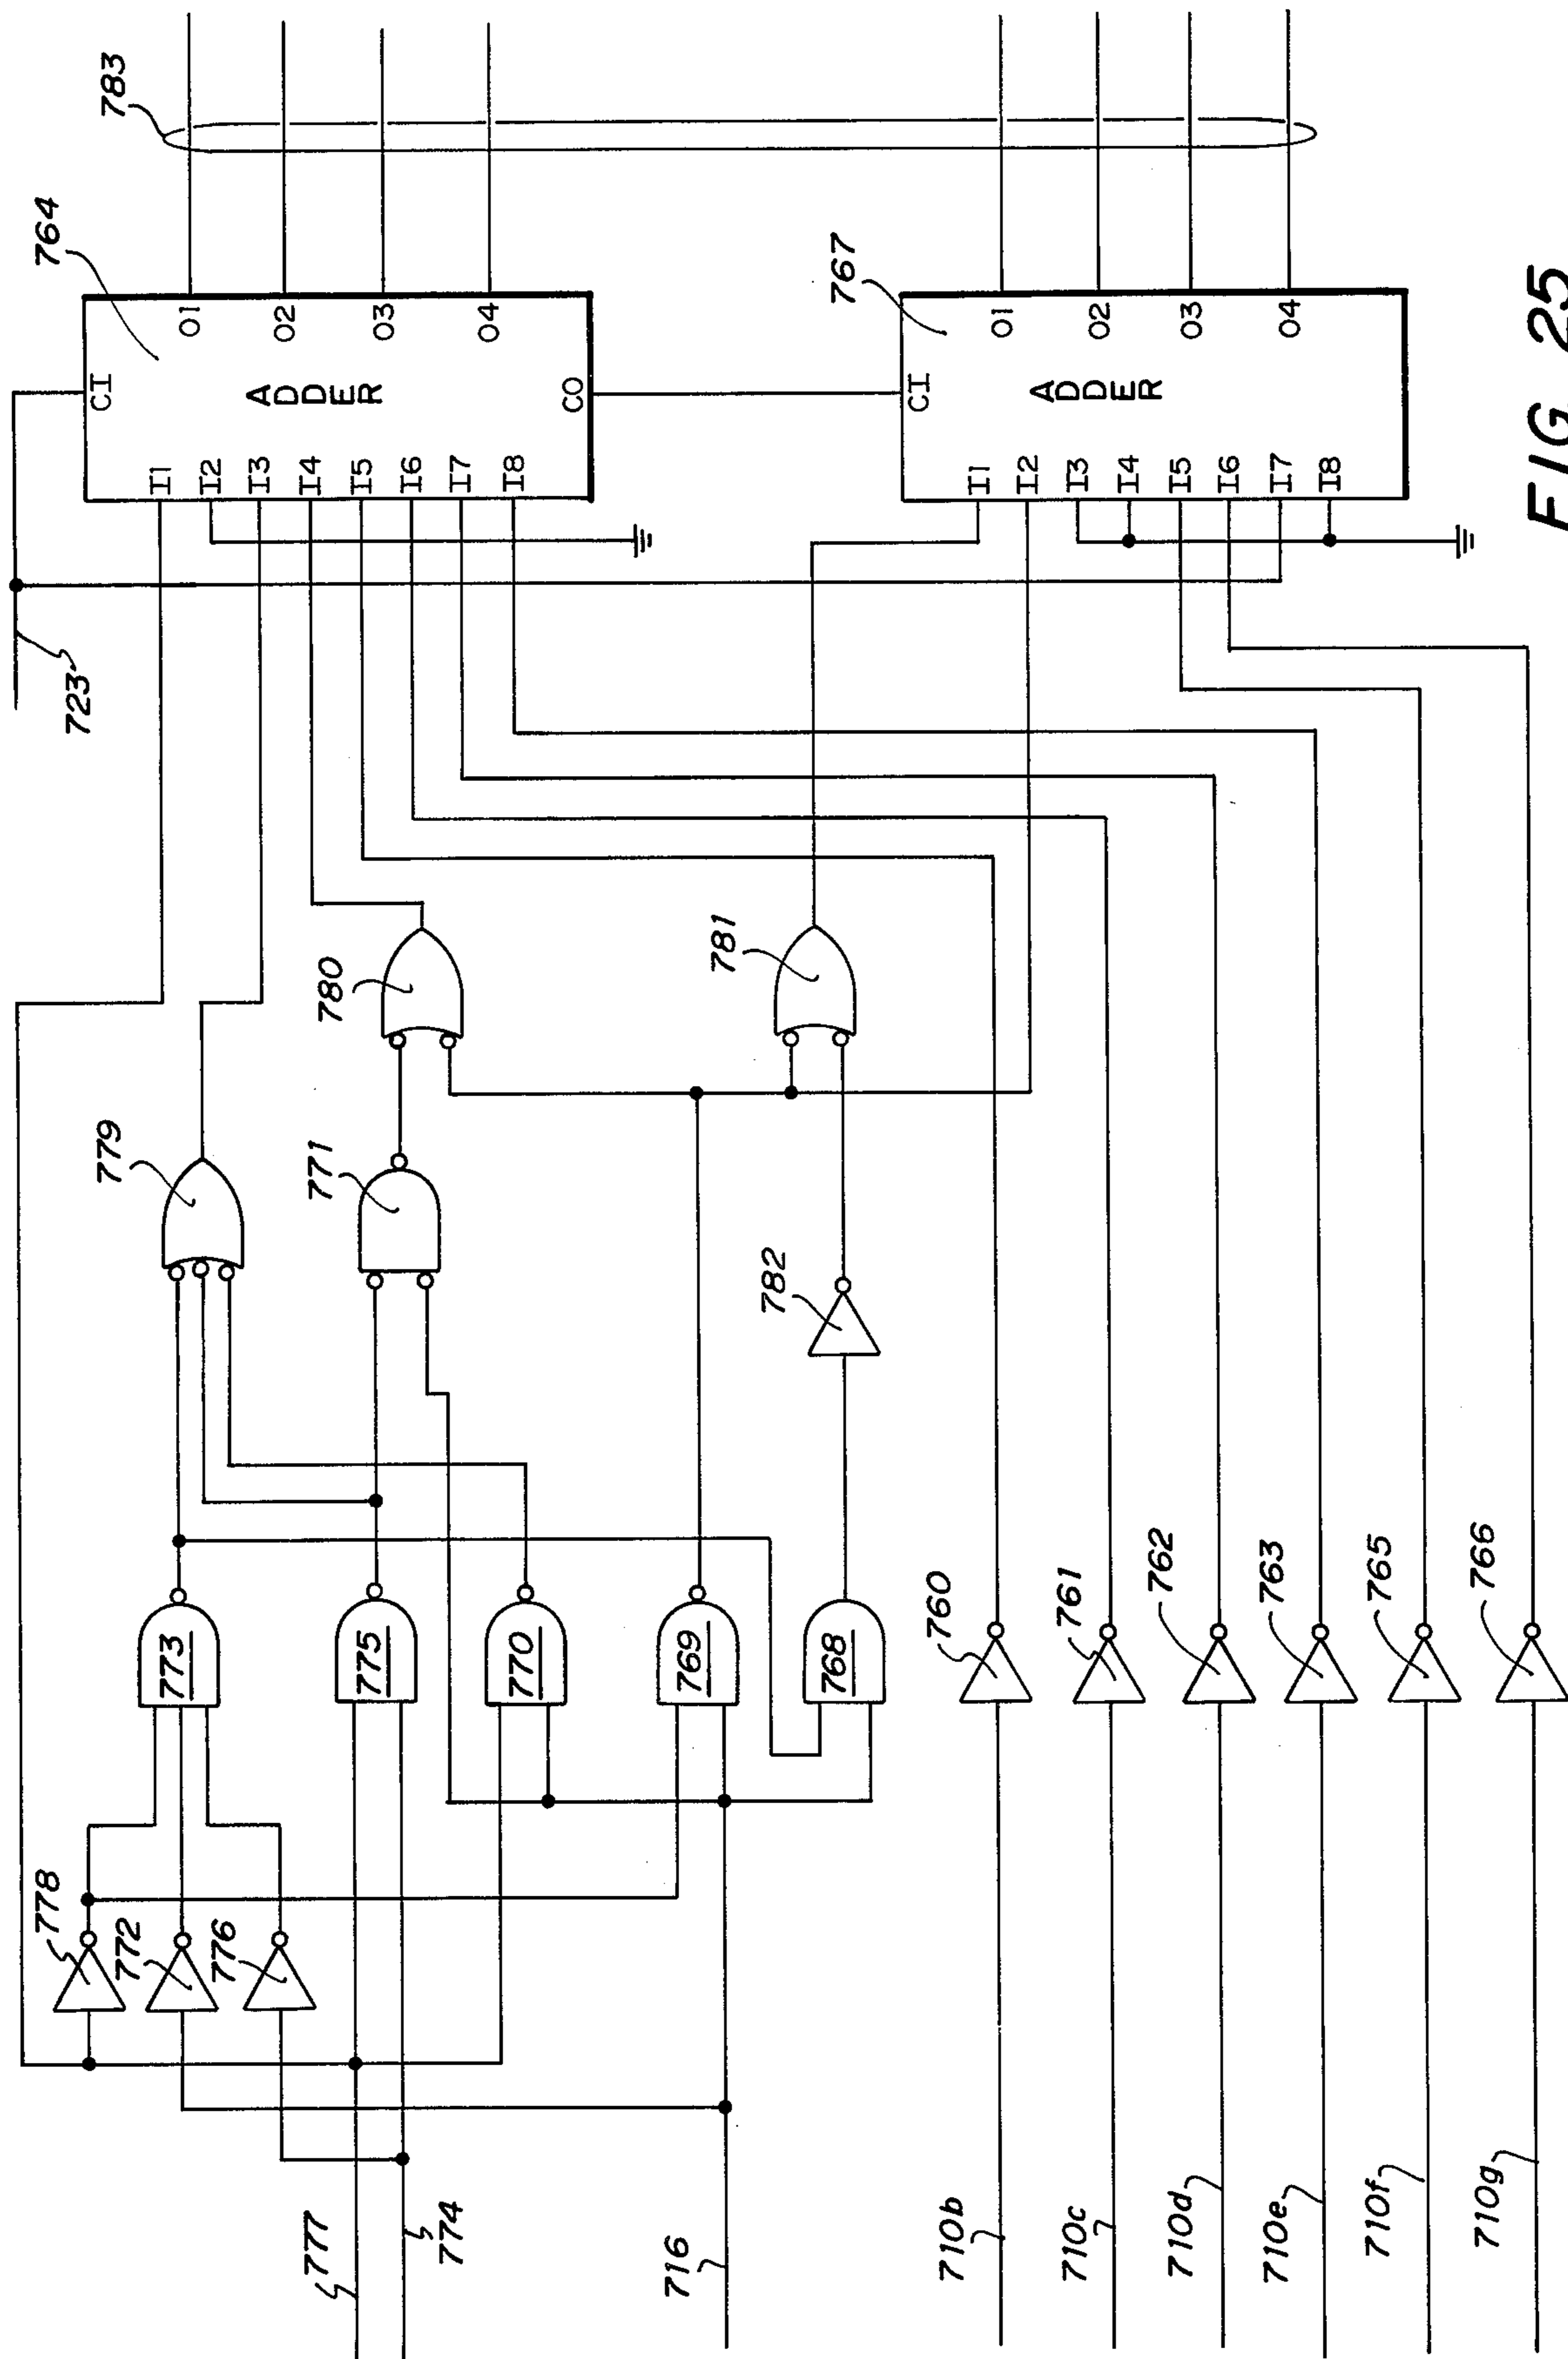 723
764
783
CI
ADDER
I1
I2
I3
I4
I5
I6
I7
I8
O1
O2
O3
O4
CO
767
CI
ADDER
I1
I2
I3
I4
I5
I6
I7
I8
O1
O2
O3
O4
779
780
771
781
782
778
772
776
773
775
770
769
768
760
761
762
763
765
766
777
774
716
710b
710c
710d
710e
710f
710g
FIG. 25